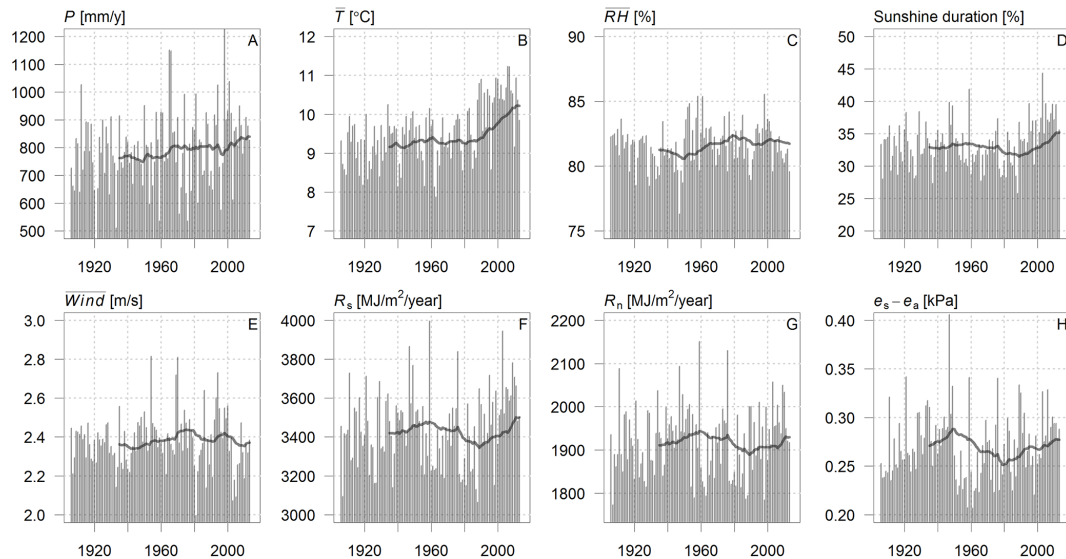 P [mm/y]
A
1200
1100
1000
900
800
700
600
500
1920 1960 2000
T̅ [°C]
B
12
11
10
9
8
7
1920 1960 2000
R̅H̅ [%]
C
90
85
80
75
1920 1960 2000
Sunshine duration [%]
D
50
45
40
35
30
25
20
1920 1960 2000
W̅i̅n̅d̅ [m/s]
E
3.0
2.8
2.6
2.4
2.2
2.0
1920 1960 2000
Rₛ [MJ/m²/year]
F
4000
3800
3600
3400
3200
3000
1920 1960 2000
Rₙ [MJ/m²/year]
G
2200
2100
2000
1900
1800
1920 1960 2000
eₛ − eₐ [kPa]
H
0.40
0.35
0.30
0.25
0.20
1920 1960 2000